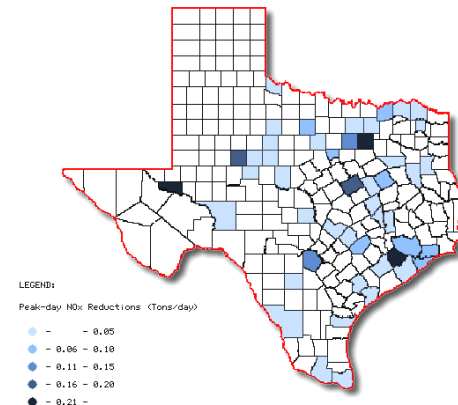 LEGEND:
Peak-day NOx Reductions (Tons/day)
- - 0.05
- 0.06 - 0.10
- 0.11 - 0.15
- 0.16 - 0.20
- 0.21 -